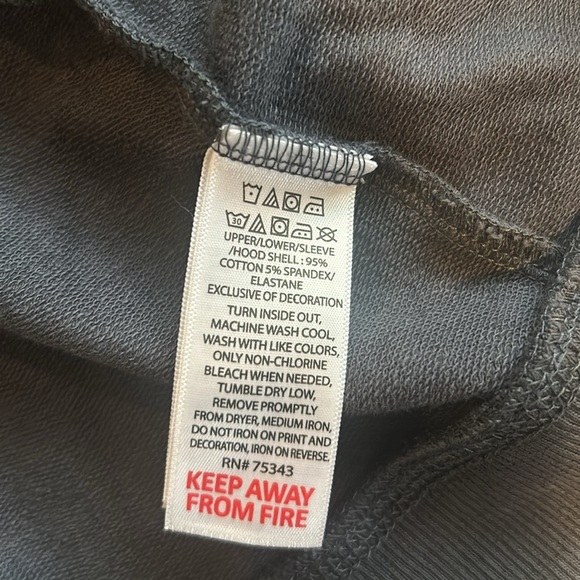 30
UPPER/LOWER/SLEEVE
/HOOD SHELL : 95%
COTTON 5% SPANDEX/
ELASTANE
EXCLUSIVE OF DECORATION
TURN INSIDE OUT,
MACHINE WASH COOL,
WASH WITH LIKE COLORS,
ONLY NON-CHLORINE
BLEACH WHEN NEEDED,
TUMBLE DRY LOW,
REMOVE PROMPTLY
FROM DRYER, MEDIUM IRON,
DO NOT IRON ON PRINT AND
DECORATION, IRON ON REVERSE.
RN# 75343
KEEP AWAY
FROM FIRE